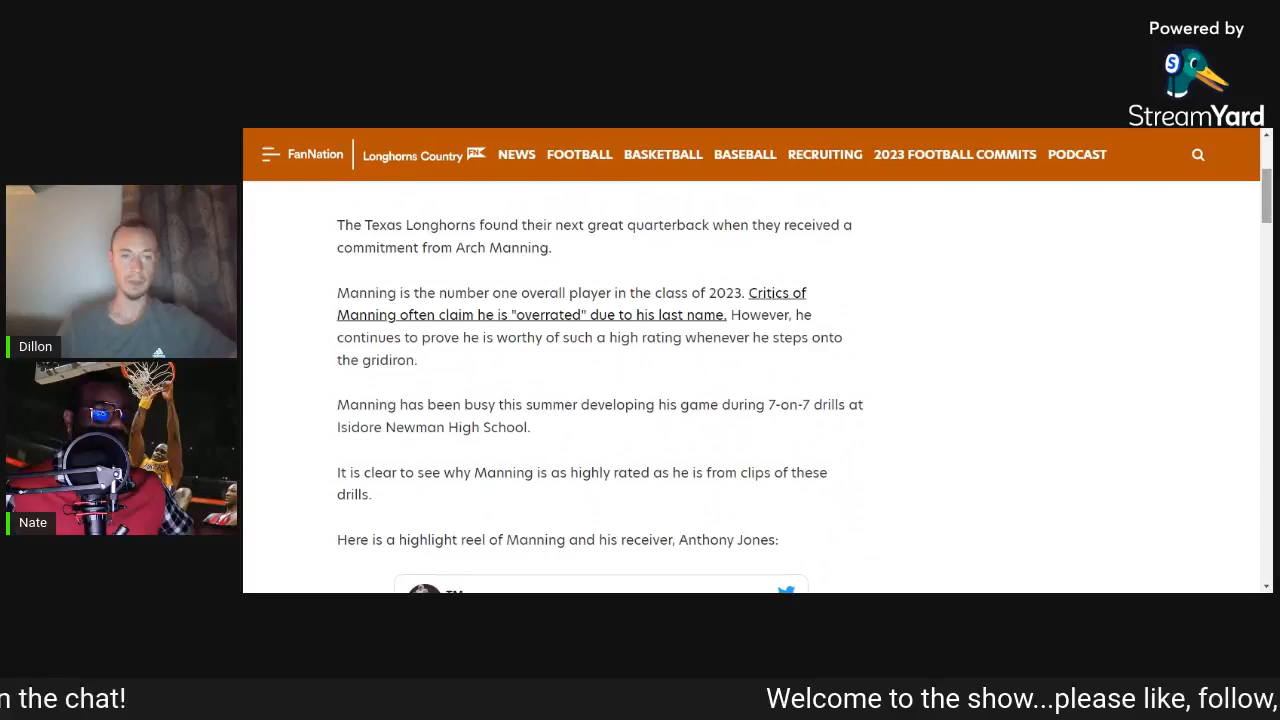 Powered by
StreamYard
FanNation
Longhorns Country FN
NEWS FOOTBALL BASKETBALL BASEBALL RECRUITING 2023 FOOTBALL COMMITS PODCAST
The Texas Longhorns found their next great quarterback when they received a
commitment from Arch Manning.
Manning is the number one overall player in the class of 2023. Critics of
Manning often claim he is "overrated" due to his last name. However, he
continues to prove he is worthy of such a high rating whenever he steps onto
the gridiron.
Manning has been busy this summer developing his game during 7-on-7 drills at
Isidore Newman High School.
It is clear to see why Manning is as highly rated as he is from clips of these
drills.
Here is a highlight reel of Manning and his receiver, Anthony Jones:
Dillon
Nate
n the chat!
Welcome to the show...please like, follow,